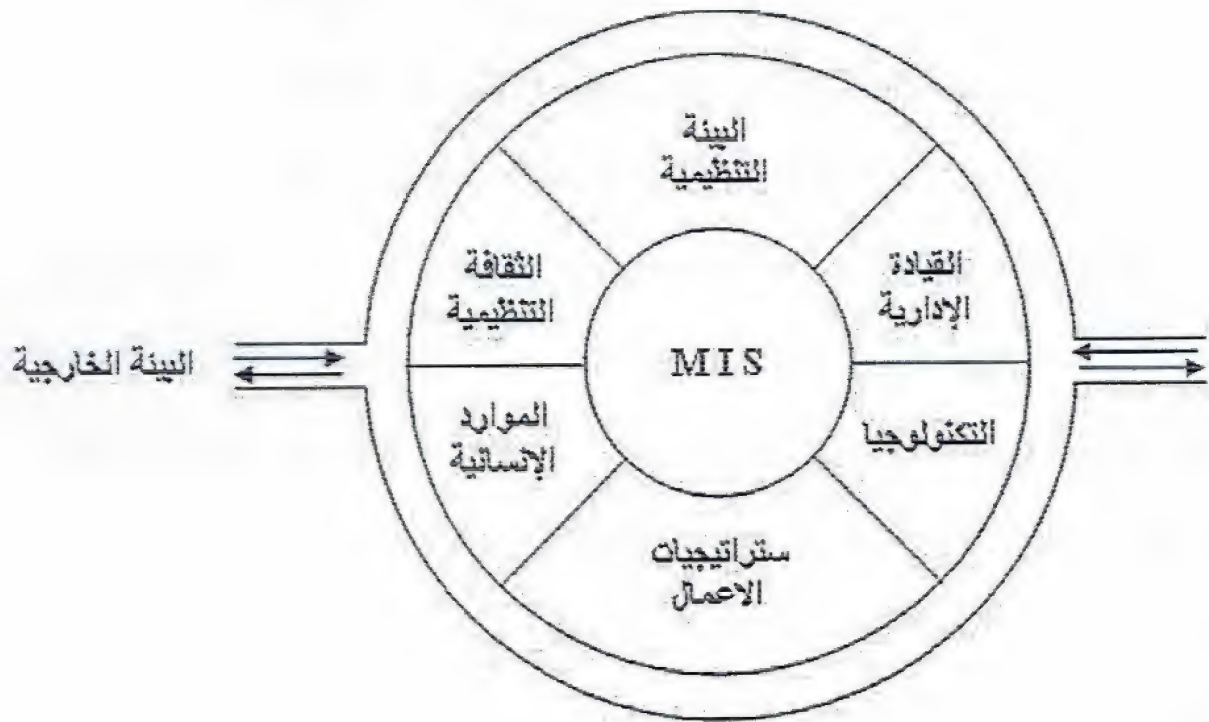 البيئة
التنظيمية
القيادة
الإدارية
الثقافة
التنظيمية
MIS
البيئة الخارجية
التكنولوجيا
الموارد
الإنسانية
ستراتيجيات
الاعمال